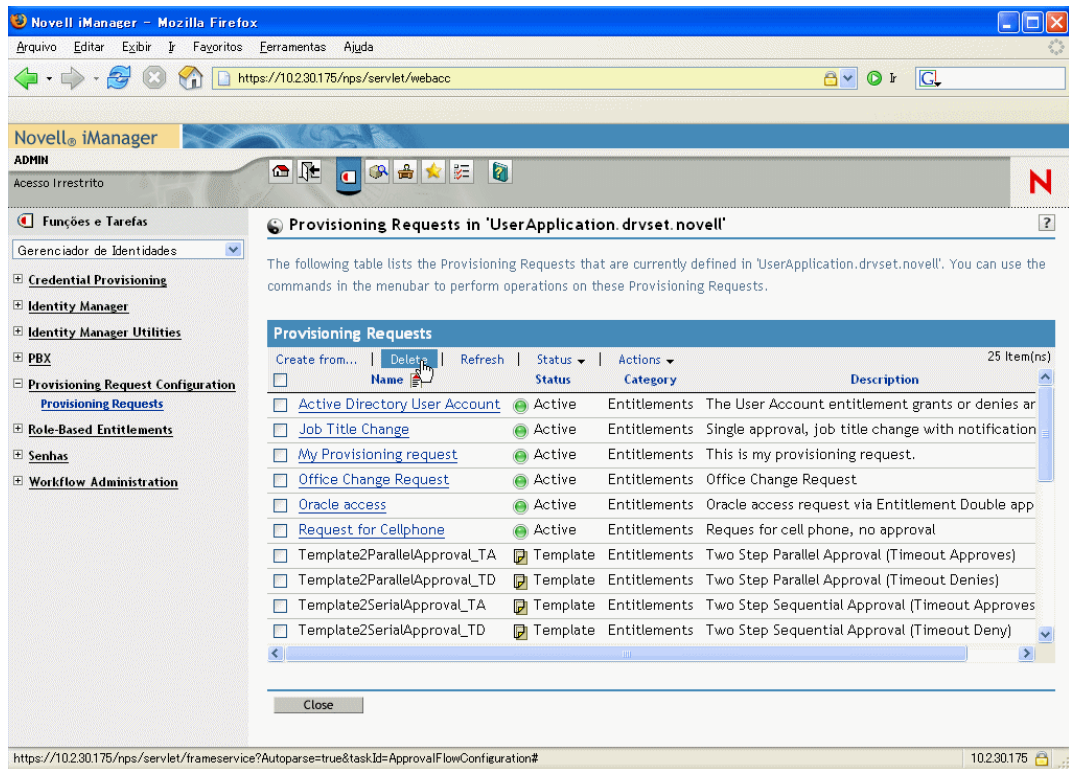 Novell iManager - Mozilla Firefox
Arquivo Editar Exibir Ir Favoritos Ferramentas Ajuda
https://10.2.30.175/nps/servlet/webacc
Ir
G
Novell® iManager
ADMIN
Acesso Irrestrito
N
Funções e Tarefas
Gerenciador de Identidades
Credential Provisioning
Identity Manager
Identity Manager Utilities
PBX
Provisioning Request Configuration
Provisioning Requests
Role-Based Entitlements
Senhas
Workflow Administration
Provisioning Requests in 'UserApplication.drvset.novell'
?
The following table lists the Provisioning Requests that are currently defined in 'UserApplication.drvset.novell'. You can use the
commands in the menubar to perform operations on these Provisioning Requests.
Provisioning Requests
Create from... | Delete | Refresh | Status | Actions 25 Item(ns)
Name Status Category Description
Active Directory User Account Active Entitlements The User Account entitlement grants or denies ar
Job Title Change Active Entitlements Single approval, job title change with notification
My Provisioning request Active Entitlements This is my provisioning request.
Office Change Request Active Entitlements Office Change Request
Oracle access Active Entitlements Oracle access request via Entitlement Double app
Request for Cellphone Active Entitlements Reques for cell phone, no approval
Template2ParallelApproval_TA Template Entitlements Two Step Parallel Approval (Timeout Approves)
Template2ParallelApproval_TD Template Entitlements Two Step Parallel Approval (Timeout Denies)
Template2SerialApproval_TA Template Entitlements Two Step Sequential Approval (Timeout Approves
Template2SerialApproval_TD Template Entitlements Two Step Sequential Approval (Timeout Deny)
Close
https://10.2.30.175/nps/servlet/frameservice?Autoparse=true&taskId=ApprovalFlowConfiguration# 10.2.30.175